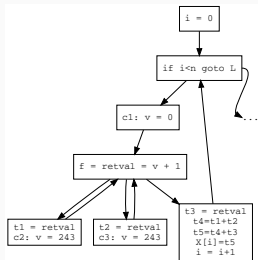 i = 0
if i<n goto L
c1: v = 0
...
f = retval = v + 1
t1 = retval
c2: v = 243
t2 = retval
c3: v = 243
t3 = retval
t4=t1+t2
t5=t4+t3
X[i]=t5
i = i+1